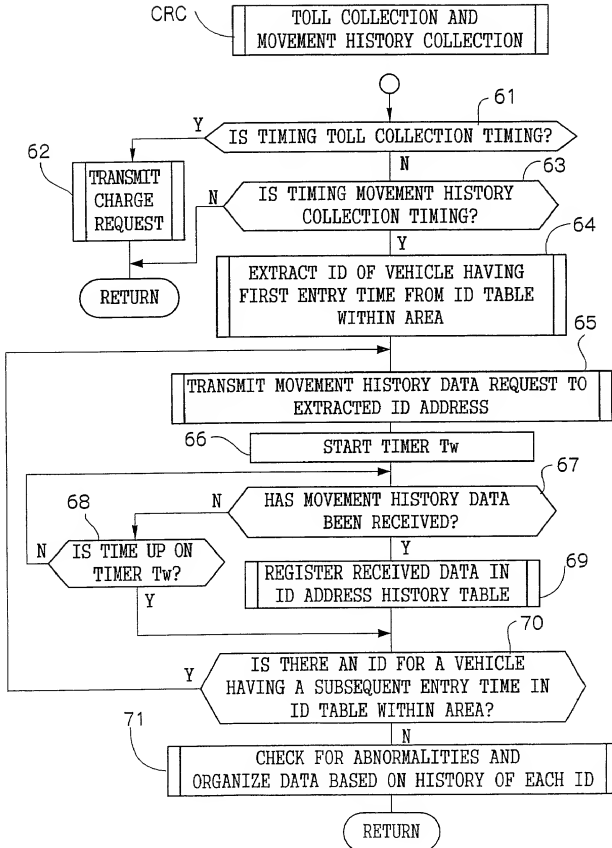 CRC
TOLL COLLECTION AND
MOVEMENT HISTORY COLLECTION
61
Y
IS TIMING TOLL COLLECTION TIMING?
62
N
63
TRANSMIT
CHARGE
REQUEST
N
IS TIMING MOVEMENT HISTORY
COLLECTION TIMING?
Y
64
RETURN
EXTRACT ID OF VEHICLE HAVING
FIRST ENTRY TIME FROM ID TABLE
WITHIN AREA
65
TRANSMIT MOVEMENT HISTORY DATA REQUEST TO
EXTRACTED ID ADDRESS
66
START TIMER Tw
67
68
N
HAS MOVEMENT HISTORY DATA
BEEN RECEIVED?
N
IS TIME UP ON
TIMER Tw?
Y
Y
REGISTER RECEIVED DATA IN
ID ADDRESS HISTORY TABLE
69
70
Y
IS THERE AN ID FOR A VEHICLE
HAVING A SUBSEQUENT ENTRY TIME IN
ID TABLE WITHIN AREA?
71
N
CHECK FOR ABNORMALITIES AND
ORGANIZE DATA BASED ON HISTORY OF EACH ID
RETURN